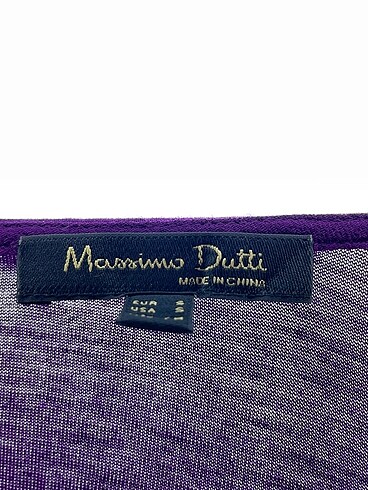 Massimo Dutti
MADE IN CHINA
EUR S
USA S